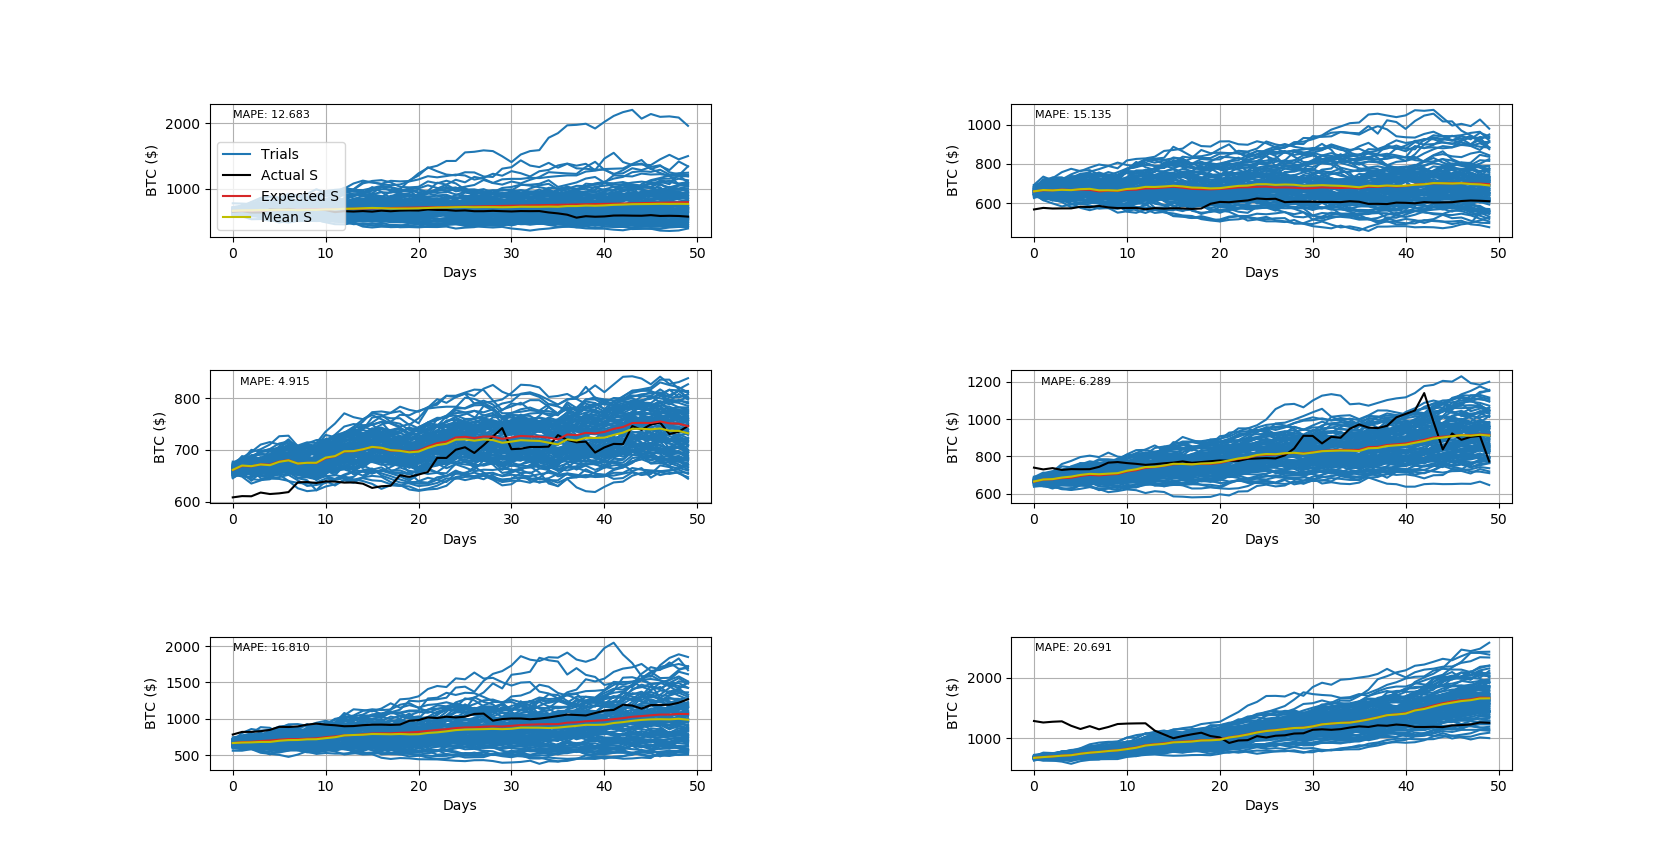 MAPE: 12.683
2000
1000
BTC ($)
Trials
Actual S
Expected S
Mean S
0 10 20 30 40 50
Days
MAPE: 15.135
1000
800
600
BTC ($)
0 10 20 30 40 50
Days
MAPE: 4.915
800
700
600
BTC ($)
0 10 20 30 40 50
Days
MAPE: 6.289
1200
1000
800
600
BTC ($)
0 10 20 30 40 50
Days
MAPE: 16.810
2000
1500
1000
500
BTC ($)
0 10 20 30 40 50
Days
MAPE: 20.691
2000
1000
BTC ($)
0 10 20 30 40 50
Days